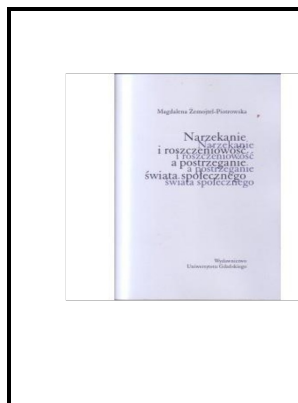 Magdalena Żemojtel-Piotrowska
Narzekanie
i roszczeniowość
a postrzeganie
świata społecznego
Narzekanie
i roszczeniowość
a postrzeganie
świata społecznego
Wydawnictwo
Uniwersytetu Gdańskiego